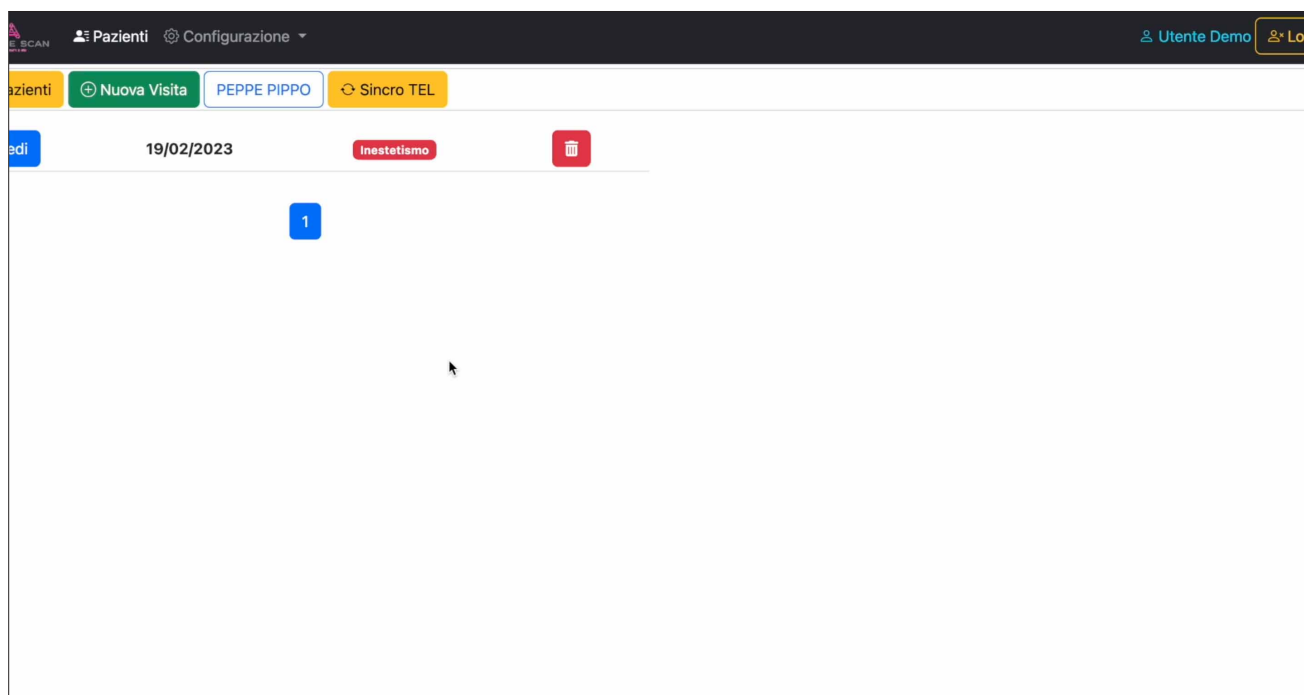 E SCAN Pazienti Configurazione Utente Demo Lo
azienti Nuova Visita PEPPE PIPPO Sincro TEL
edi 19/02/2023 Inestetismo
1